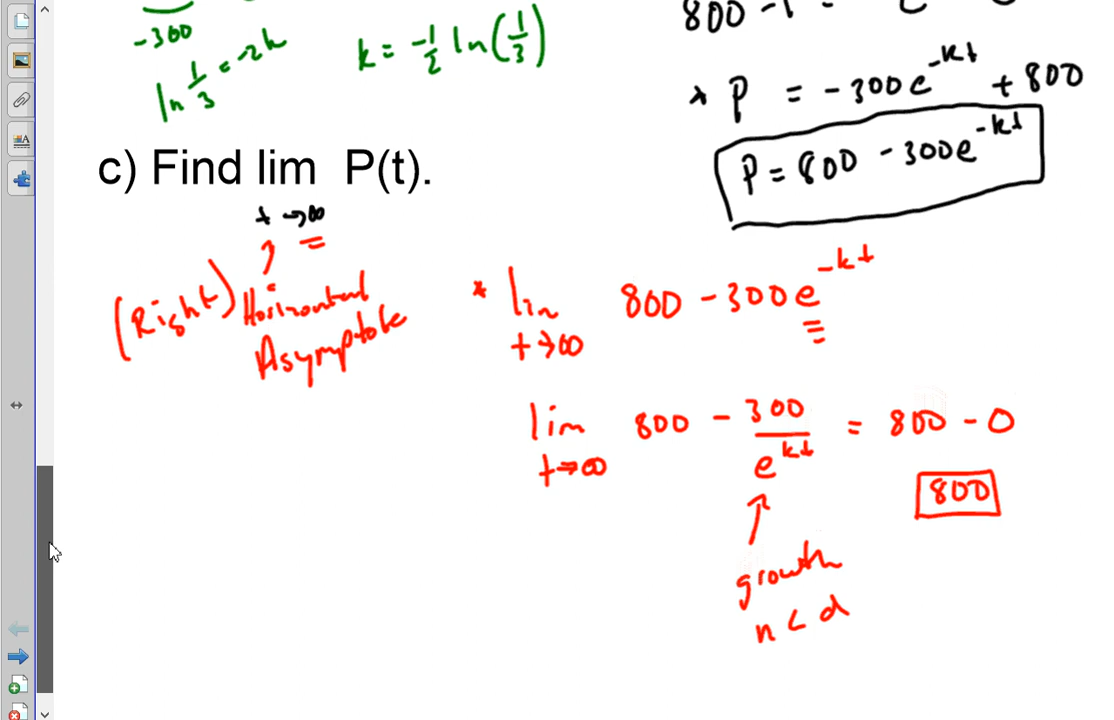 -300
ln 1/3 = -2k
k = -1/2 ln(1/3)
* P = -300e^-kt + 800
P = 800 - 300e^-kt
c) Find lim P(t).
t→∞
(Right) Horizontal
Asymptote
* lim 800 - 300e^-kt
t→∞
lim 800 - 300/e^kt = 800 - 0
t→∞
800
growth
n < d